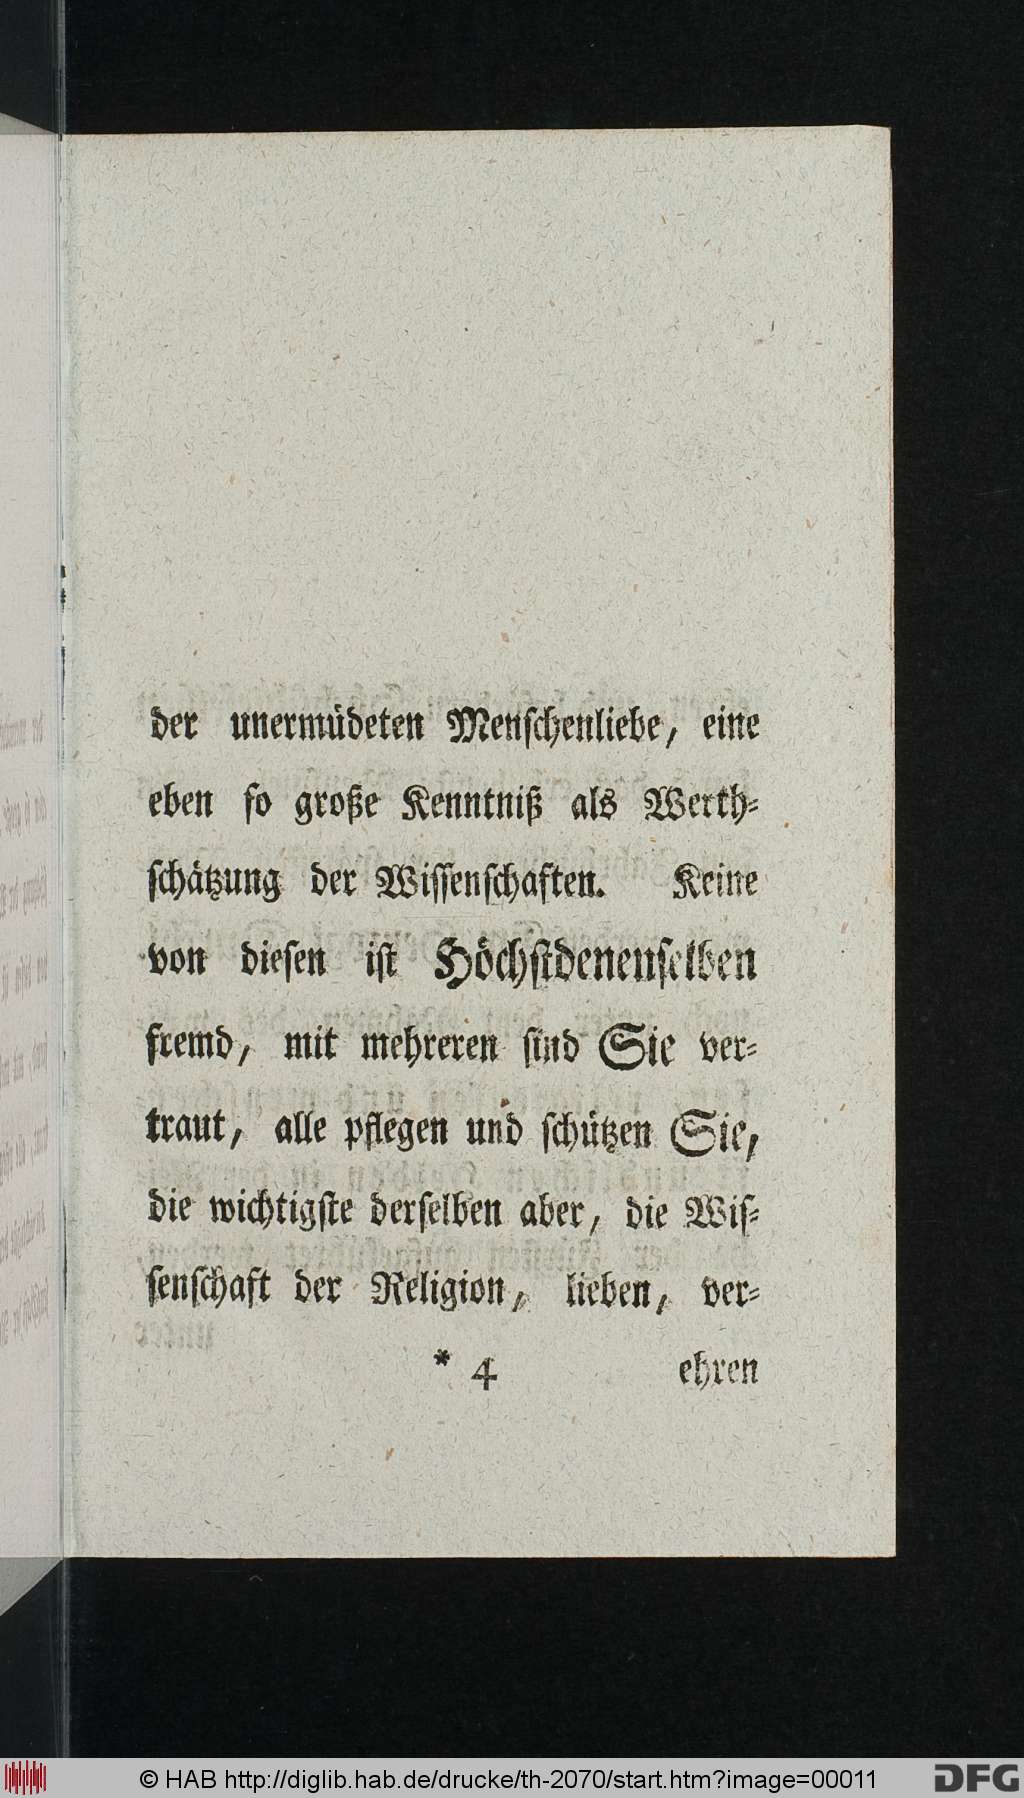 der unermüdeten Menſchenliebe, eine
eben ſo große Kenntniß als Werth-
ſchätzung der Wiſſenſchaften. Keine
von dieſen iſt Höchſtdenenſelben
fremd, mit mehreren ſind Sie ver-
traut, alle pflegen und ſchützen Sie,
die wichtigſte derſelben aber, die Wiſ-
ſenſchaft der Religion, lieben, ver-
* 4 ehren
© HAB http://diglib.hab.de/drucke/th-2070/start.htm?image=00011 DFG